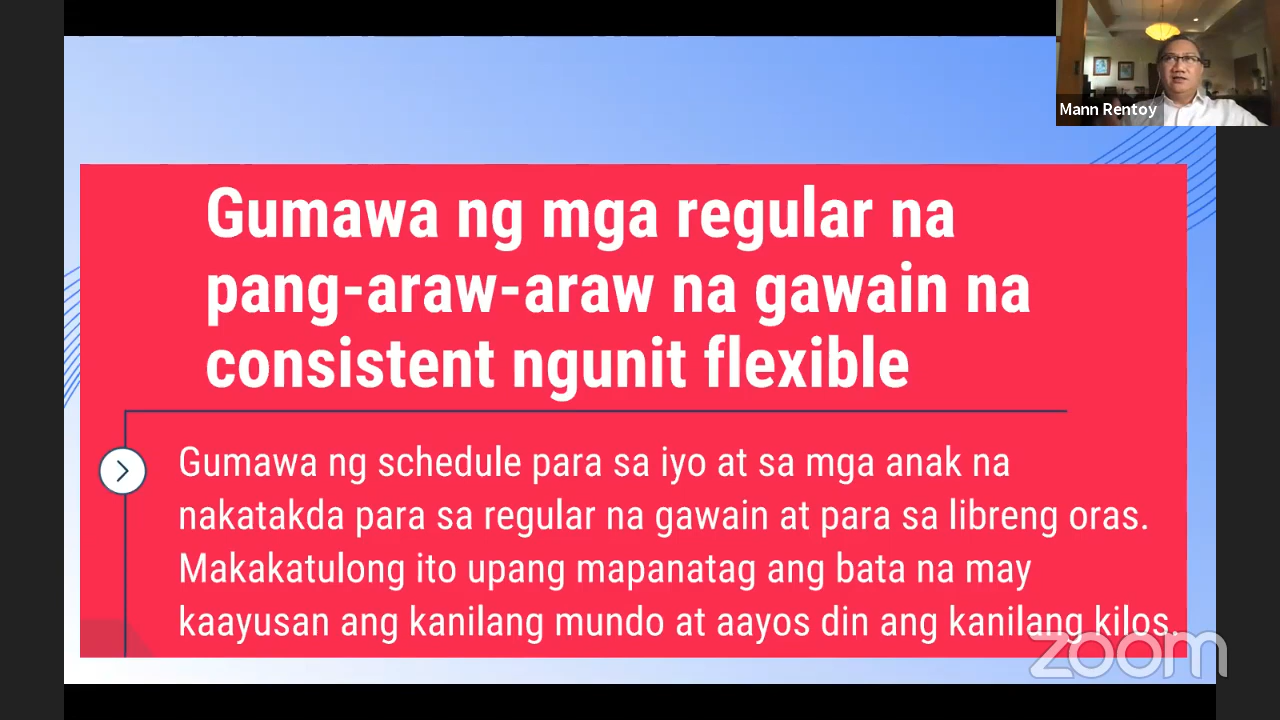 Mann Rentoy
Gumawa ng mga regular na
pang-araw-araw na gawain na
consistent ngunit flexible
Gumawa ng schedule para sa iyo at sa mga anak na
nakatakda para sa regular na gawain at para sa libreng oras.
Makakatulong ito upang mapanatag ang bata na may
kaayusan ang kanilang mundo at aayos din ang kanilang kilos.
zoom